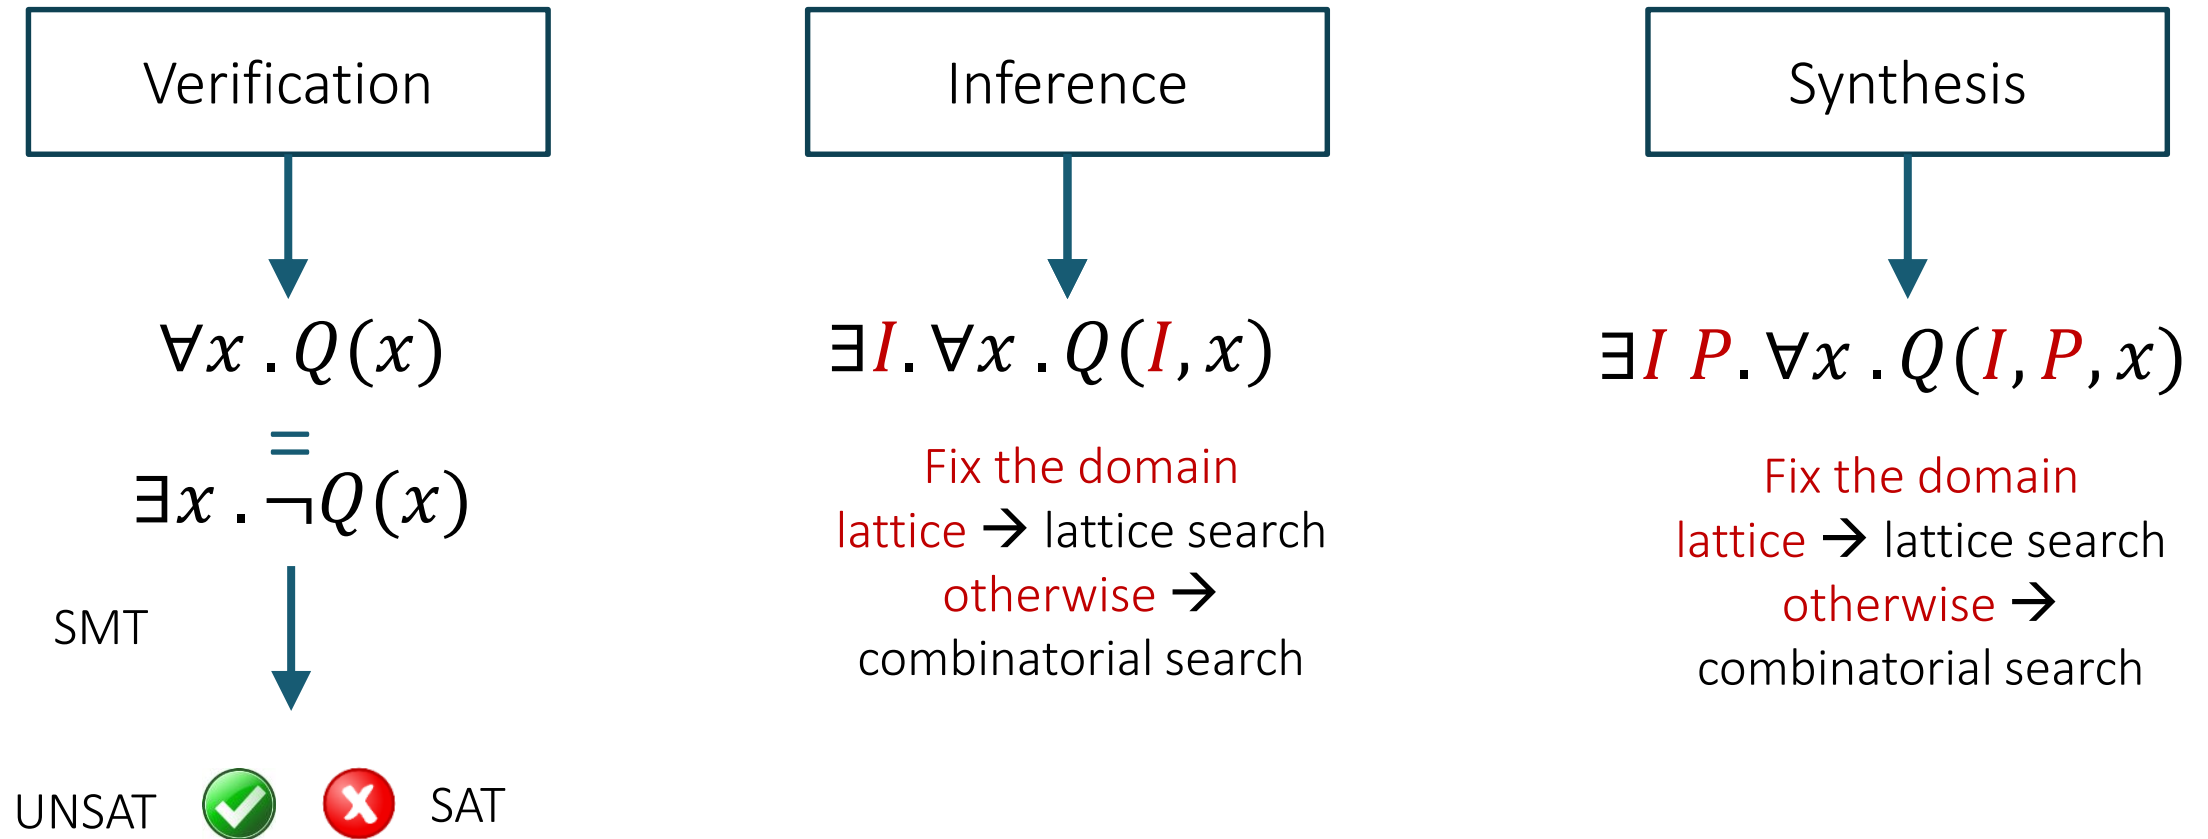 Verification
∀x . Q(x)
=
∃x . ¬Q(x)
SMT
UNSAT
SAT
Inference
∃I. ∀x . Q(I, x)
Fix the domain
lattice → lattice search
otherwise →
combinatorial search
Synthesis
∃I P. ∀x . Q(I, P, x)
Fix the domain
lattice → lattice search
otherwise →
combinatorial search